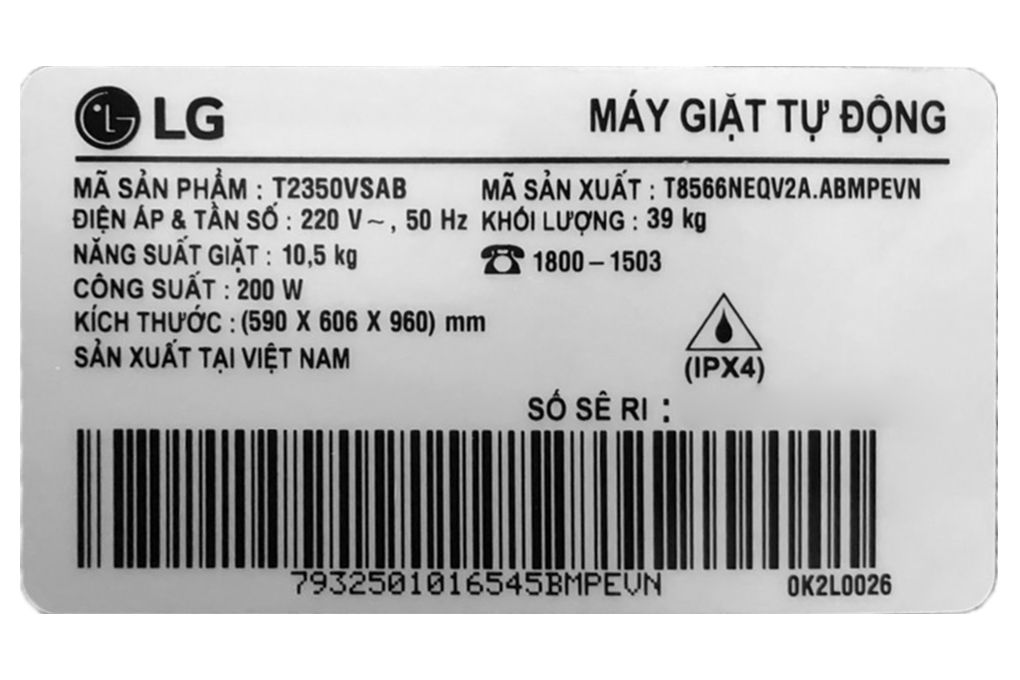 LG
MÁY GIẶT TỰ ĐỘNG
MÃ SẢN PHẨM : T2350VSAB
MÃ SẢN XUẤT : T8566NEQV2A.ABMPEVN
ĐIỆN ÁP & TẦN SỐ : 220 V~, 50 Hz
KHỐI LƯỢNG : 39 kg
NĂNG SUẤT GIẶT : 10,5 kg
1800 – 1503
CÔNG SUẤT : 200 W
KÍCH THƯỚC : (590 X 606 X 960) mm
SẢN XUẤT TẠI VIỆT NAM
(IPX4)
SỐ SÊ RI :
7932501016545BMPEVN
0K2L0026